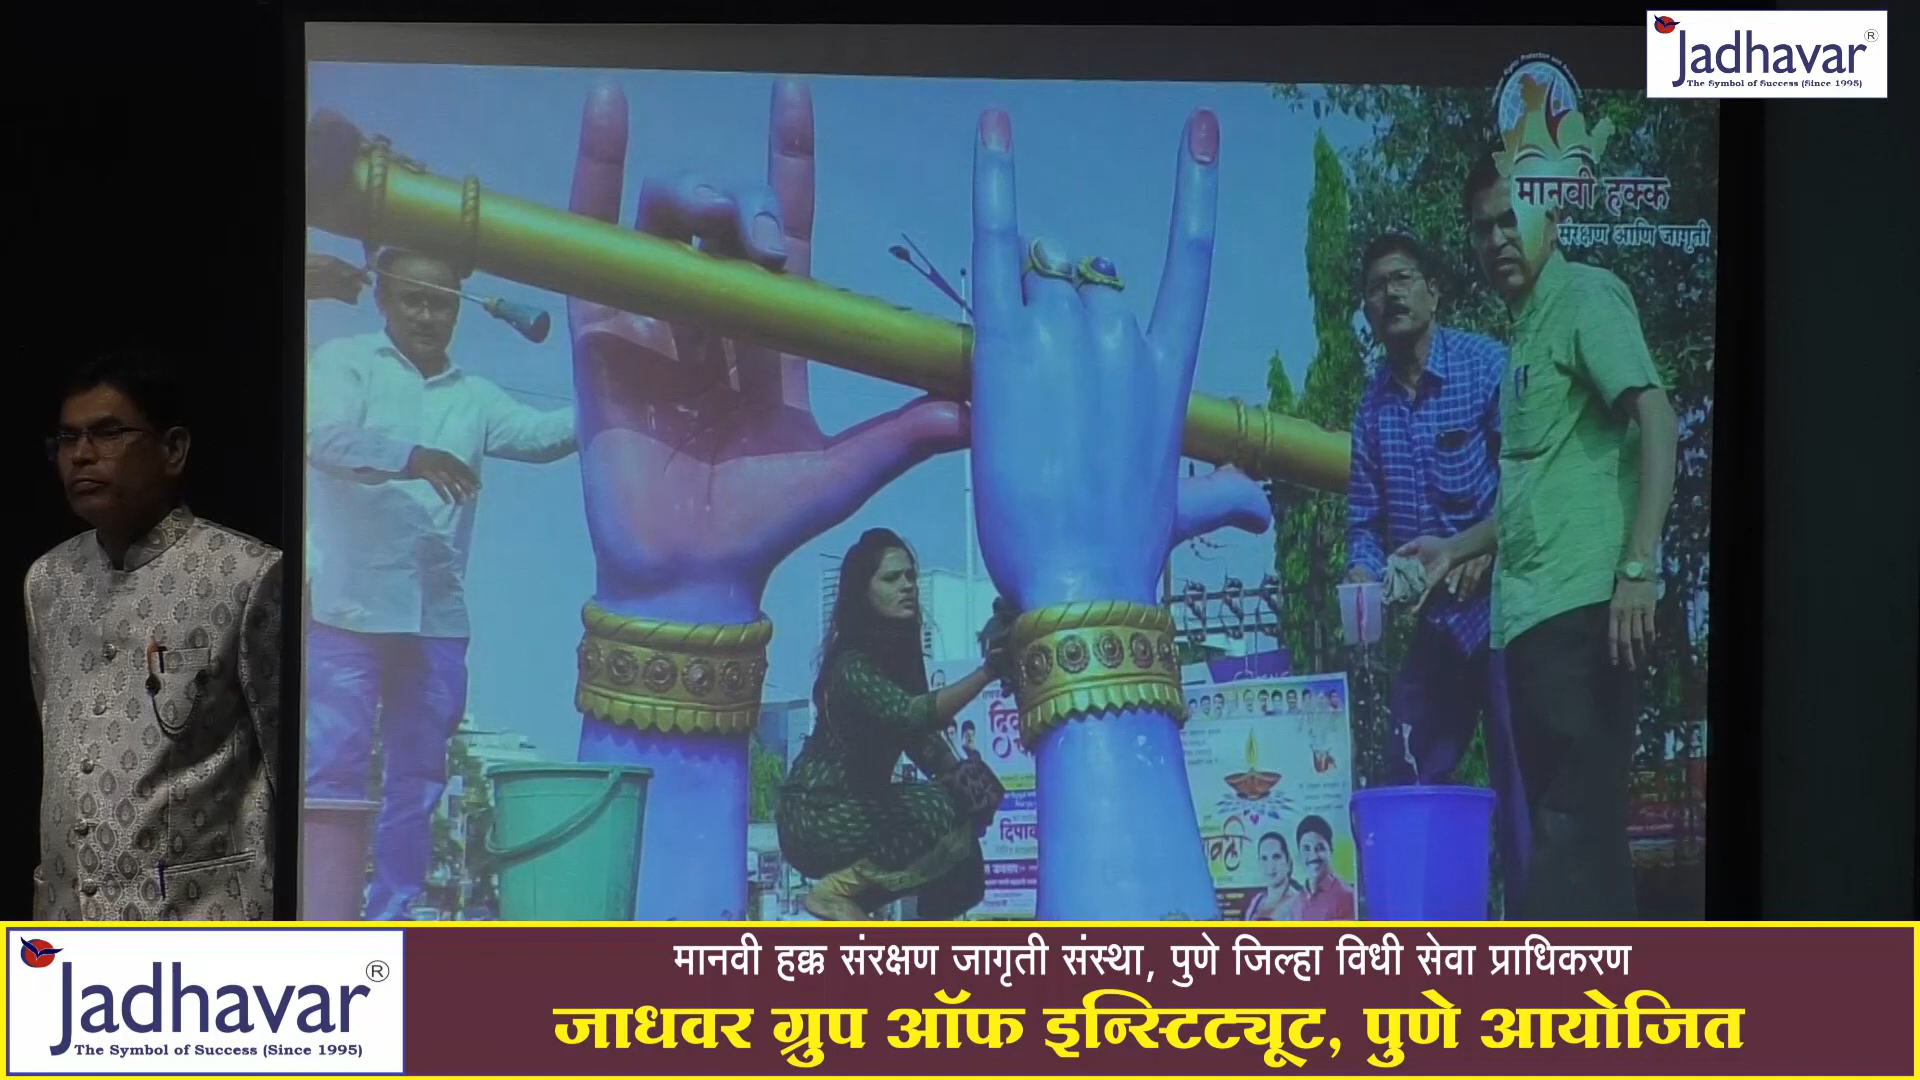 Jadhavar®
The Symbol of Success (Since 1995)
मानवी हक्क
संरक्षण आणि जागृती
दिपाव
Jadhavar®
The Symbol of Success (Since 1995)
मानवी हक्क संरक्षण जागृती संस्था, पुणे जिल्हा विधी सेवा प्राधिकरण
जाधवर ग्रुप ऑफ इन्स्टिट्यूट, पुणे आयोजित